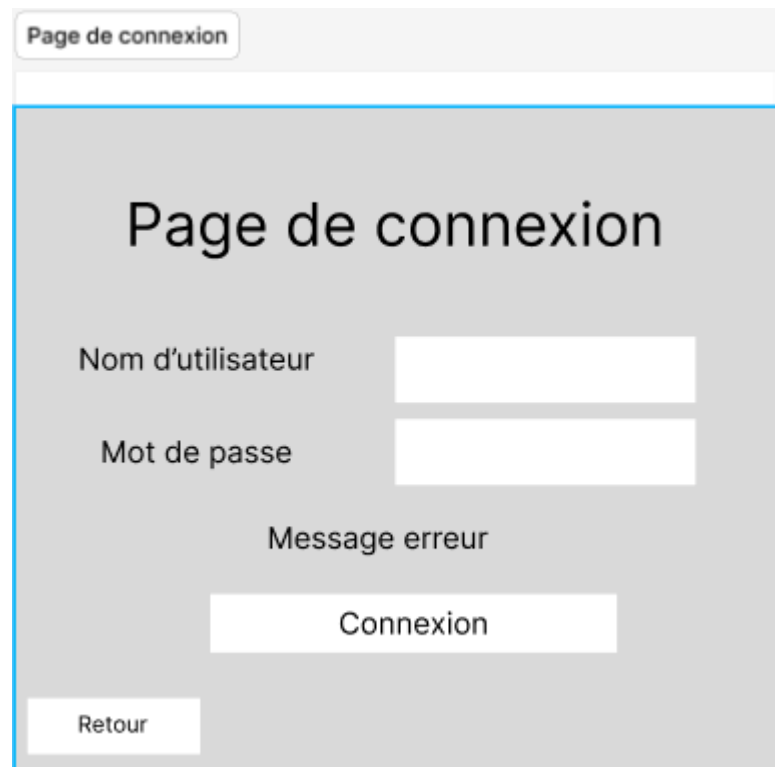 Page de connexion
Page de connexion
Nom d’utilisateur
Mot de passe
Message erreur
Connexion
Retour